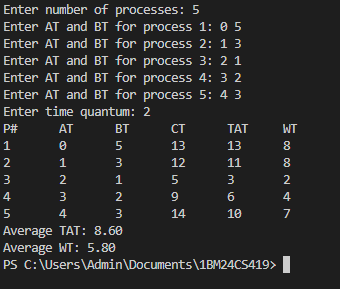 Enter number of processes: 5
Enter AT and BT for process 1: 0 5
Enter AT and BT for process 2: 1 3
Enter AT and BT for process 3: 2 1
Enter AT and BT for process 4: 3 2
Enter AT and BT for process 5: 4 3
Enter time quantum: 2
P# AT BT CT TAT WT
1 0 5 13 13 8
2 1 3 12 11 8
3 2 1 5 3 2
4 3 2 9 6 4
5 4 3 14 10 7
Average TAT: 8.60
Average WT: 5.80
PS C:\Users\Admin\Documents\1BM24CS419>